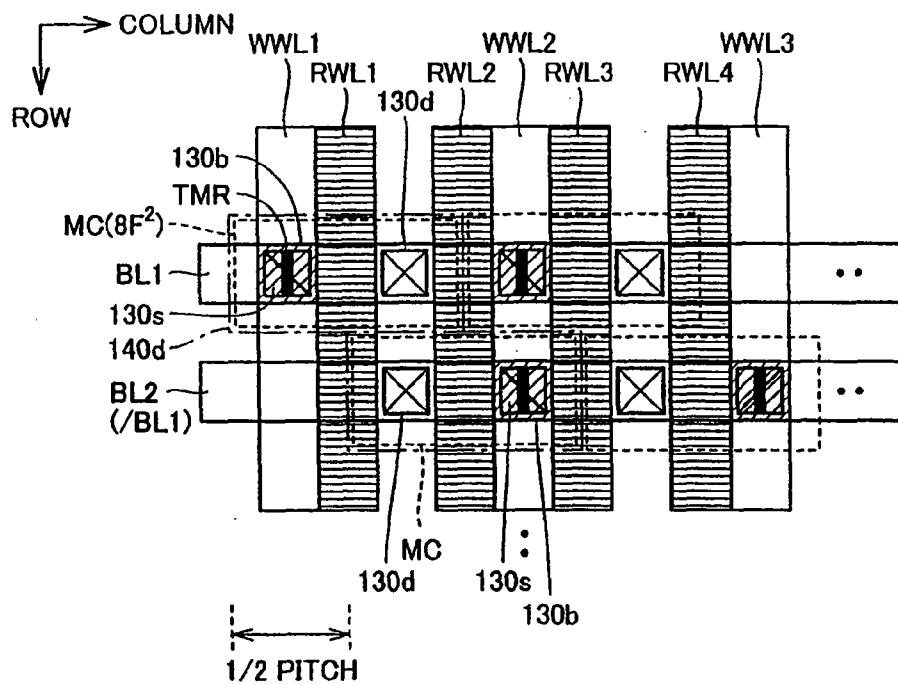 COLUMN
ROW
WWL1 WWL2 WWL3
RWL1 RWL2 RWL3 RWL4
130d
130b
TMR
MC(8F²)
BL1
130s
140d
BL2
(/BL1)
MC
130d 130s
130b
1/2 PITCH